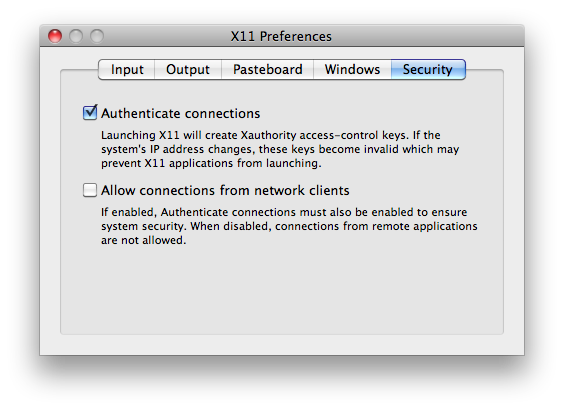 X11 Preferences
Input Output Pasteboard Windows Security
Authenticate connections
Launching X11 will create Xauthority access-control keys. If the
system's IP address changes, these keys become invalid which may
prevent X11 applications from launching.
Allow connections from network clients
If enabled, Authenticate connections must also be enabled to ensure
system security. When disabled, connections from remote applications
are not allowed.